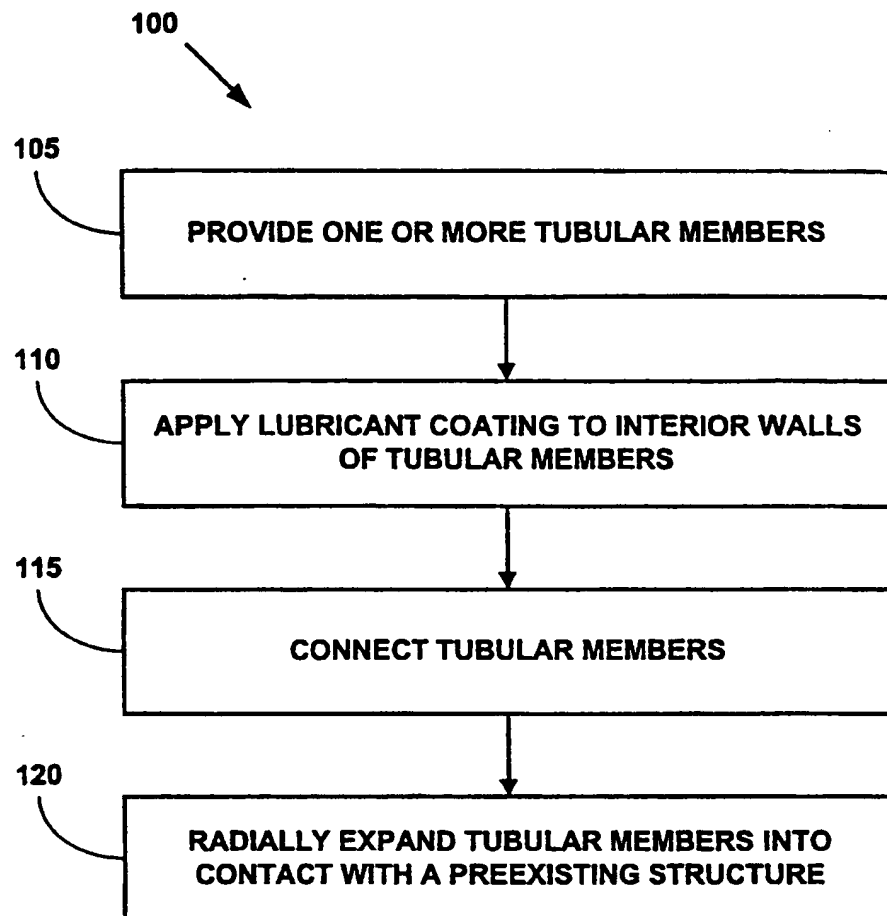 100
105
PROVIDE ONE OR MORE TUBULAR MEMBERS
110
APPLY LUBRICANT COATING TO INTERIOR WALLS
OF TUBULAR MEMBERS
115
CONNECT TUBULAR MEMBERS
120
RADIALLY EXPAND TUBULAR MEMBERS INTO
CONTACT WITH A PREEXISTING STRUCTURE